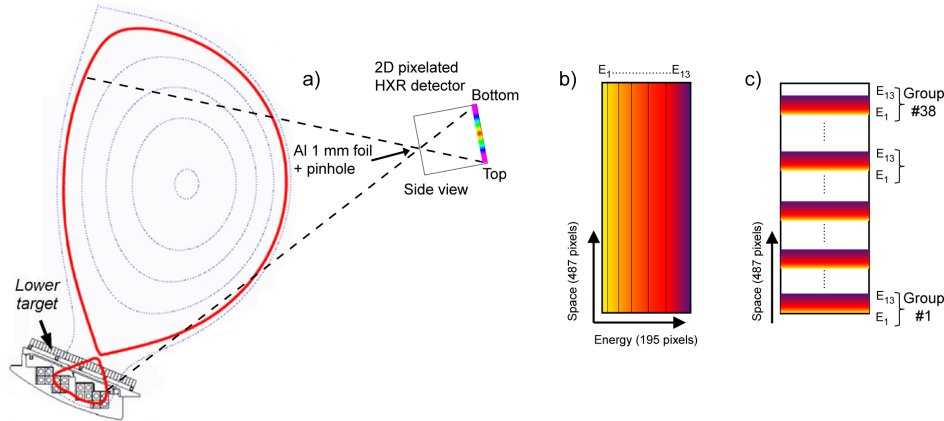 a)
2D pixelated
HXR detector
Bottom
Al 1 mm foil
+ pinhole
Top
Side view
Lower
target
b)
E1..................E13
Space (487 pixels)
Energy (195 pixels)
c)
E13
E1
Group
#38
E13
E1
E13
E1
Group
#1
Space (487 pixels)